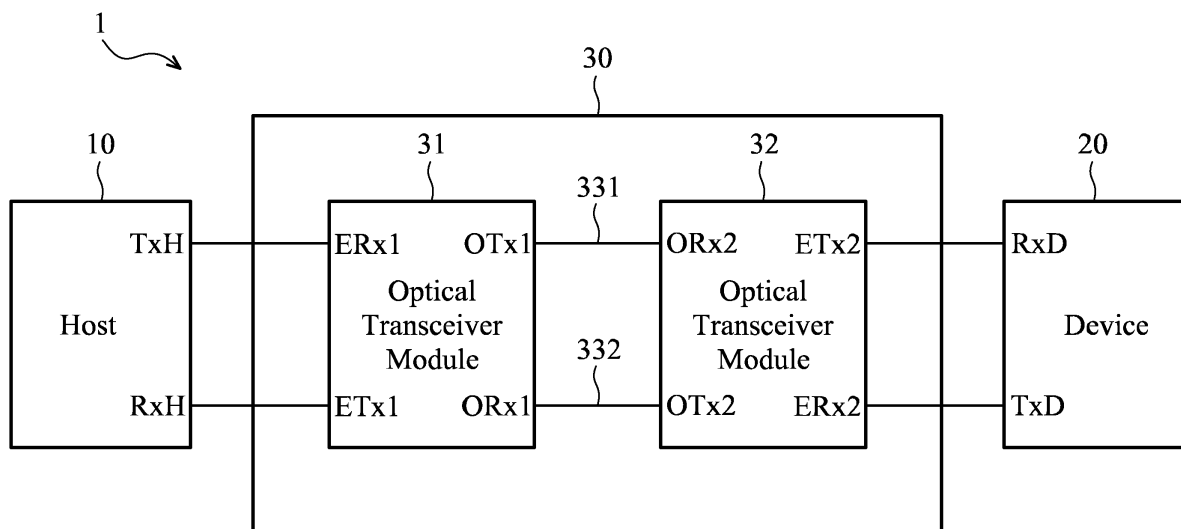 1
30
10
31
32
20
331
TxH
ERx1
OTx1
ORx2
ETx2
RxD
Host
Optical
Transceiver
Module
Optical
Transceiver
Module
Device
332
RxH
ETx1
ORx1
OTx2
ERx2
TxD